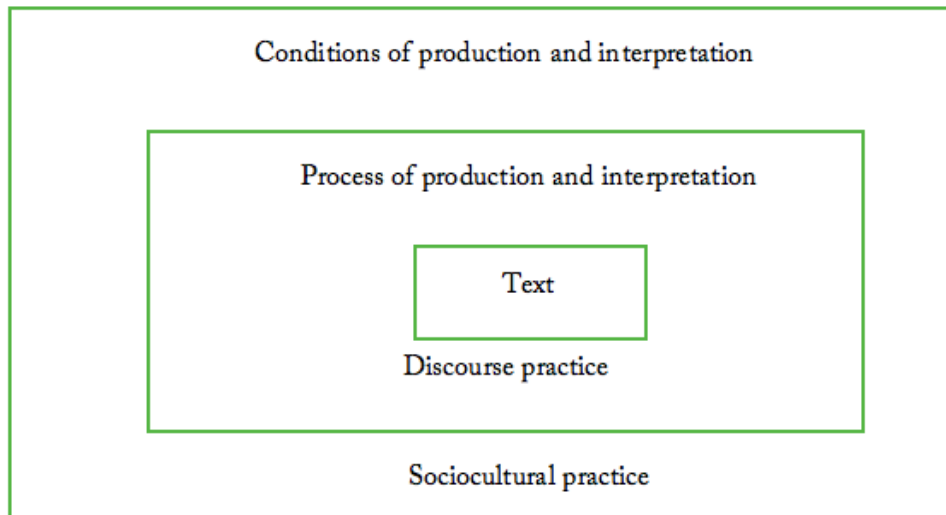 Conditions of production and interpretation
Process of production and interpretation
Text
Discourse practice
Sociocultural practice